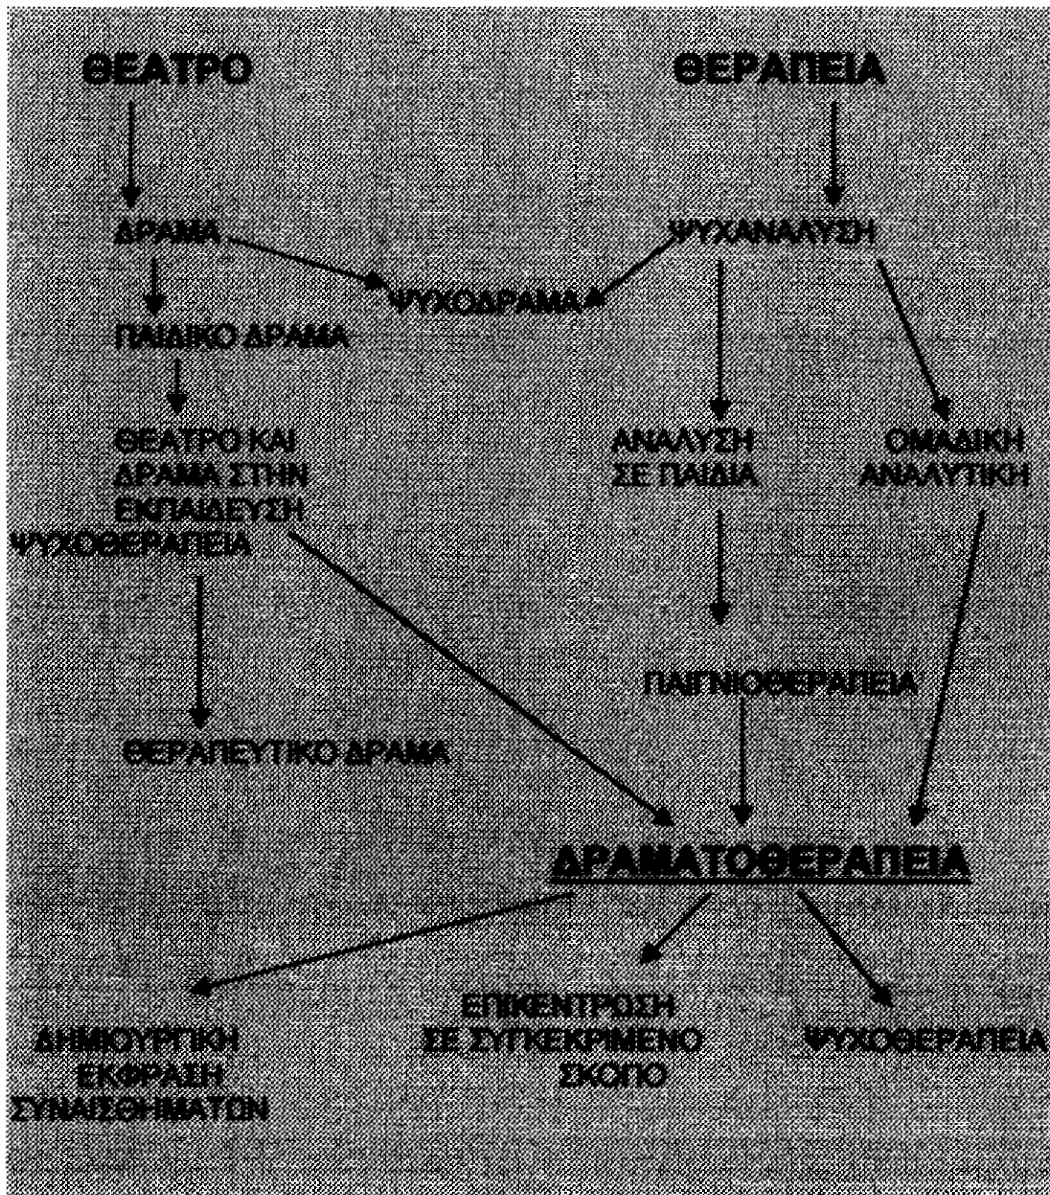 ΘΕΑΤΡΟ
ΘΕΡΑΠΕΙΑ
ΔΡΑΜΑ
ΨΥΧΑΝΑΛΥΣΗ
ΨΥΧΟΔΡΑΜΑ
ΠΑΙΔΙΚΟ ΔΡΑΜΑ
ΘΕΑΤΡΟ ΚΑΙ
ΔΡΑΜΑ ΣΤΗΝ
ΕΚΠΑΙΔΕΥΣΗ
ΨΥΧΟΘΕΡΑΠΕΙΑ
ΑΝΑΛΥΣΗ
ΣΕ ΠΑΙΔΙΑ
ΟΜΑΔΙΚΗ
ΑΝΑΛΥΤΙΚΗ
ΠΑΙΓΝΙΟΘΕΡΑΠΕΙΑ
ΘΕΡΑΠΕΥΤΙΚΟ ΔΡΑΜΑ
ΔΡΑΜΑΤΟΘΕΡΑΠΕΙΑ
ΔΗΜΙΟΥΡΓΙΚΗ
ΕΚΦΡΑΣΗ
ΣΥΝΑΙΣΘΗΜΑΤΩΝ
ΕΠΙΚΕΝΤΡΩΣΗ
ΣΕ ΣΥΓΚΕΚΡΙΜΕΝΟ
ΣΚΟΠΟ
ΨΥΧΟΘΕΡΑΠΕΙΑ